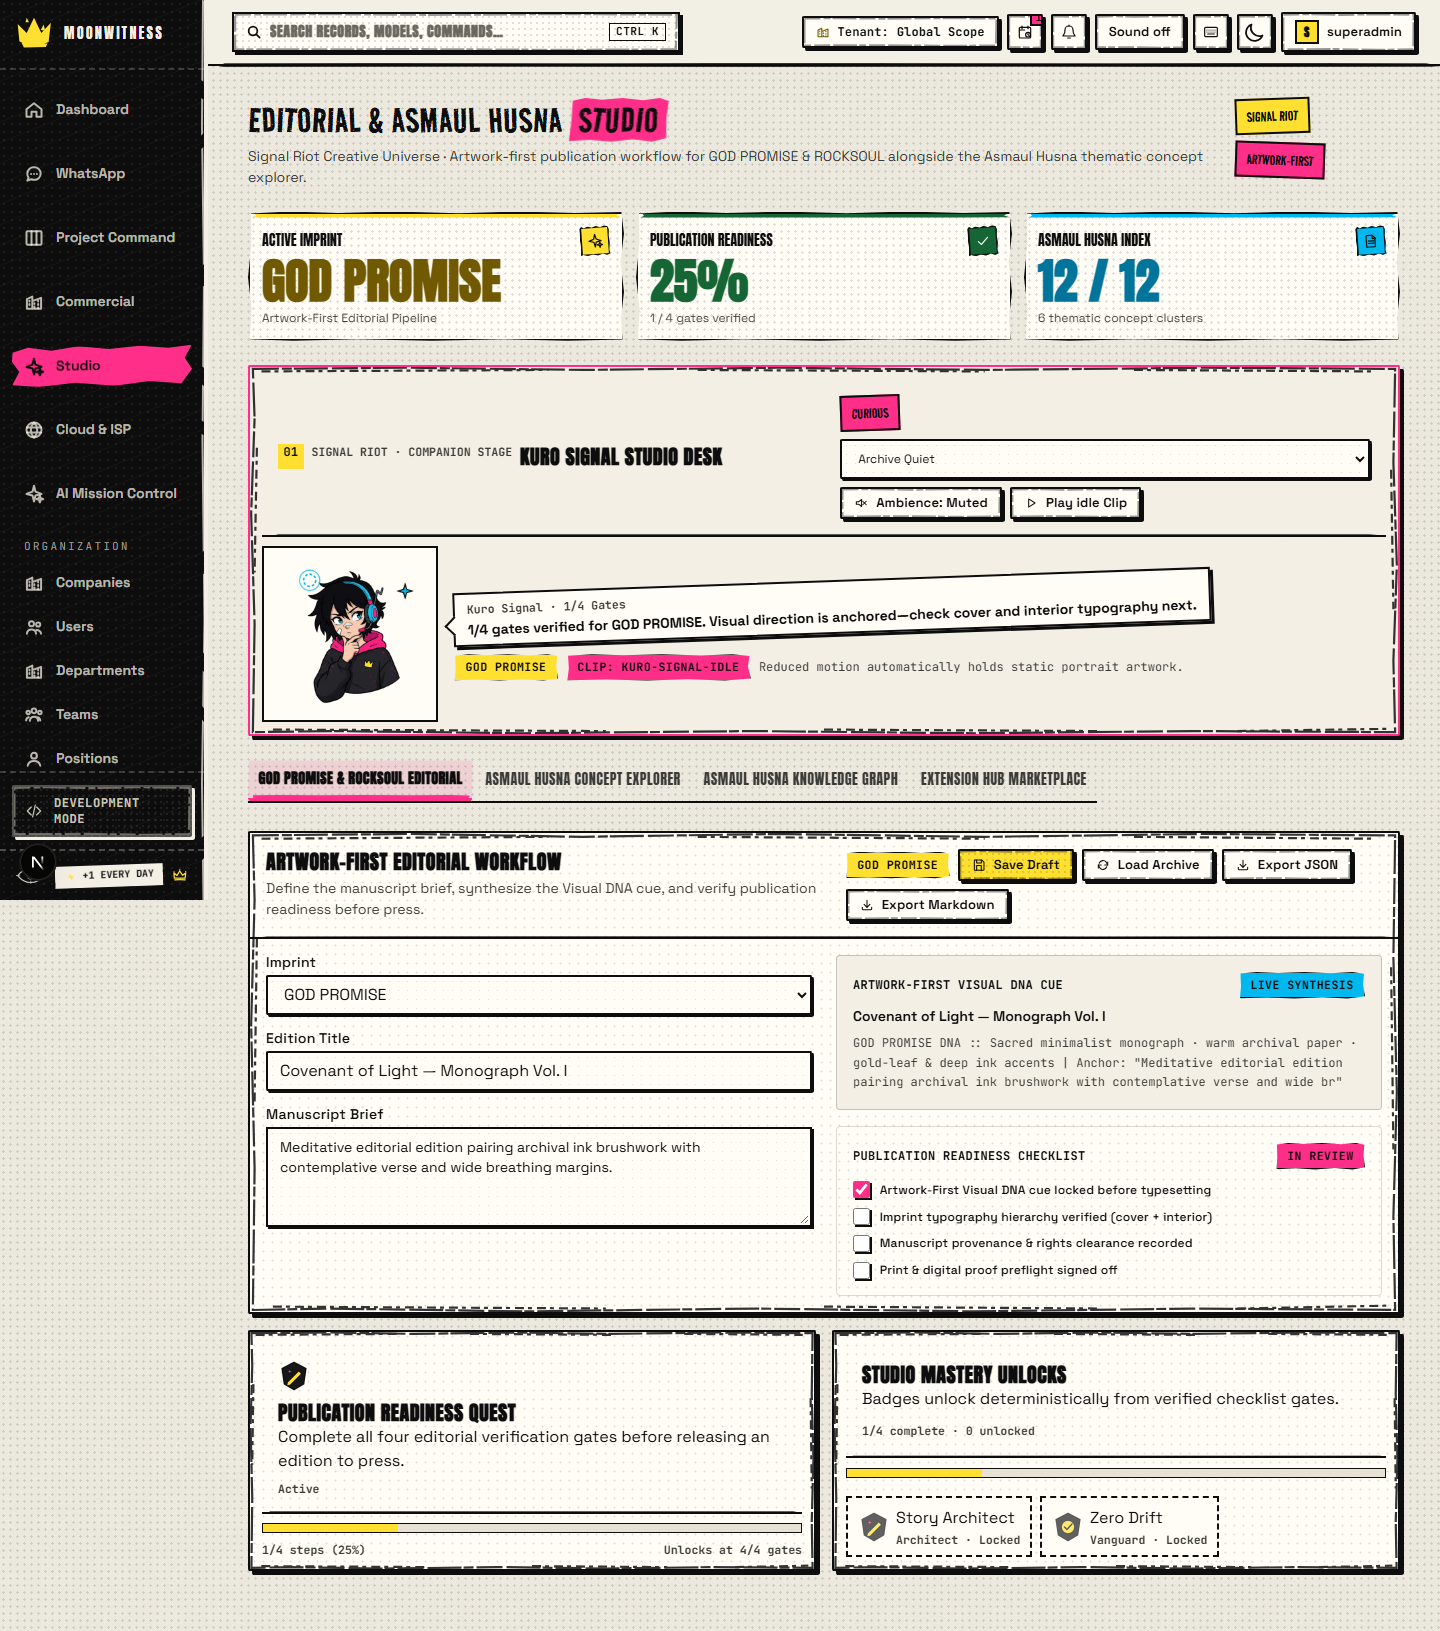 MOONWITNESS
SEARCH RECORDS, MODELS, COMMANDS...
CTRL K
Tenant: Global Scope
Sound off
$ superadmin
Dashboard
WhatsApp
Project Command
Commercial
Studio
Cloud & ISP
AI Mission Control
ORGANIZATION
Companies
Users
Departments
Teams
Positions
DEVELOPMENT
MODE
N
+1 EVERY DAY
EDITORIAL & ASMAUL HUSNA STUDIO
Signal Riot Creative Universe · Artwork-first publication workflow for GOD PROMISE & ROCKSOUL alongside the Asmaul Husna thematic concept
explorer.
SIGNAL RIOT
ARTWORK-FIRST
ACTIVE IMPRINT
GOD PROMISE
Artwork-First Editorial Pipeline
PUBLICATION READINESS
25%
1 / 4 gates verified
ASMAUL HUSNA INDEX
12 / 12
6 thematic concept clusters
01 SIGNAL RIOT · COMPANION STAGE KURO SIGNAL STUDIO DESK
CURIOUS
Archive Quiet
Ambience: Muted
Play idle Clip
Kuro Signal · 1/4 Gates
1/4 gates verified for GOD PROMISE. Visual direction is anchored—check cover and interior typography next.
GOD PROMISE
CLIP: KURO-SIGNAL-IDLE
Reduced motion automatically holds static portrait artwork.
GOD PROMISE & ROCKSOUL EDITORIAL
ASMAUL HUSNA CONCEPT EXPLORER
ASMAUL HUSNA KNOWLEDGE GRAPH
EXTENSION HUB MARKETPLACE
ARTWORK-FIRST EDITORIAL WORKFLOW
Define the manuscript brief, synthesize the Visual DNA cue, and verify publication
readiness before press.
GOD PROMISE
Save Draft
Load Archive
Export JSON
Export Markdown
Imprint
GOD PROMISE
Edition Title
Covenant of Light — Monograph Vol. I
Manuscript Brief
Meditative editorial edition pairing archival ink brushwork with
contemplative verse and wide breathing margins.
ARTWORK-FIRST VISUAL DNA CUE
LIVE SYNTHESIS
Covenant of Light — Monograph Vol. I
GOD PROMISE DNA :: Sacred minimalist monograph · warm archival paper ·
gold-leaf & deep ink accents | Anchor: "Meditative editorial edition
pairing archival ink brushwork with contemplative verse and wide br"
PUBLICATION READINESS CHECKLIST
IN REVIEW
Artwork-First Visual DNA cue locked before typesetting
Imprint typography hierarchy verified (cover + interior)
Manuscript provenance & rights clearance recorded
Print & digital proof preflight signed off
PUBLICATION READINESS QUEST
Complete all four editorial verification gates before releasing an
edition to press.
Active
1/4 steps (25%)
Unlocks at 4/4 gates
STUDIO MASTERY UNLOCKS
Badges unlock deterministically from verified checklist gates.
1/4 complete · 0 unlocked
Story Architect
Architect · Locked
Zero Drift
Vanguard · Locked